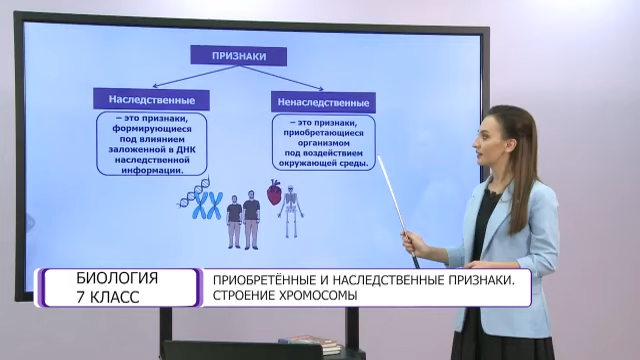 ПРИЗНАКИ
Наследственные
– это признаки,
формирующиеся
под влиянием
заложенной в ДНК
наследственной
информации.
Ненаследственные
– это признаки,
приобретающиеся
организмом
под воздействием
окружающей среды.
БИОЛОГИЯ
7 КЛАСС
ПРИОБРЕТЁННЫЕ И НАСЛЕДСТВЕННЫЕ ПРИЗНАКИ.
СТРОЕНИЕ ХРОМОСОМЫ